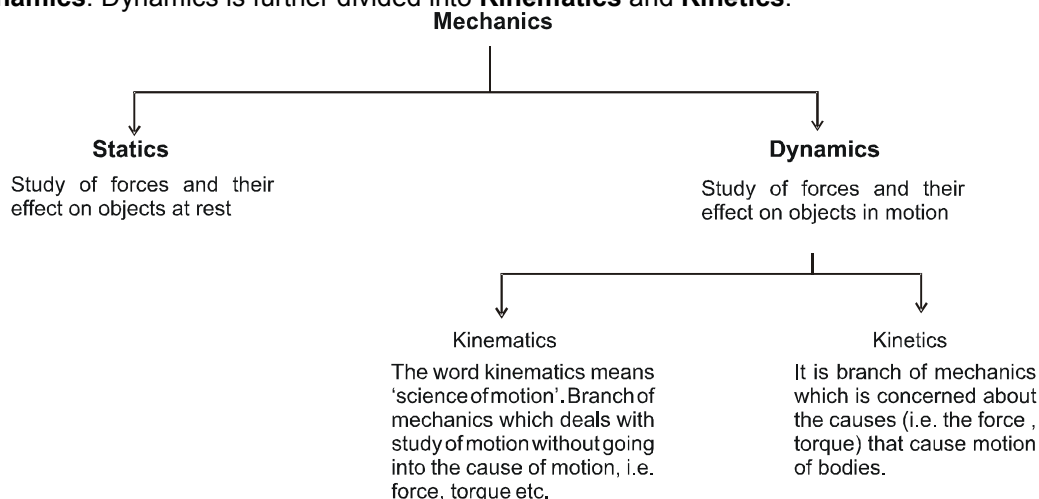 namics. Dynamics is further divided into Kinematics and Kinetics.
Mechanics
Statics
Study of forces and their
effect on objects at rest
Dynamics
Study of forces and their
effect on objects in motion
Kinematics
The word kinematics means
‘science of motion’. Branch of
mechanics which deals with
study of motion without going
into the cause of motion, i.e.
force, torque etc.
Kinetics
It is branch of mechanics
which is concerned about
the causes (i.e. the force ,
torque) that cause motion
of bodies.